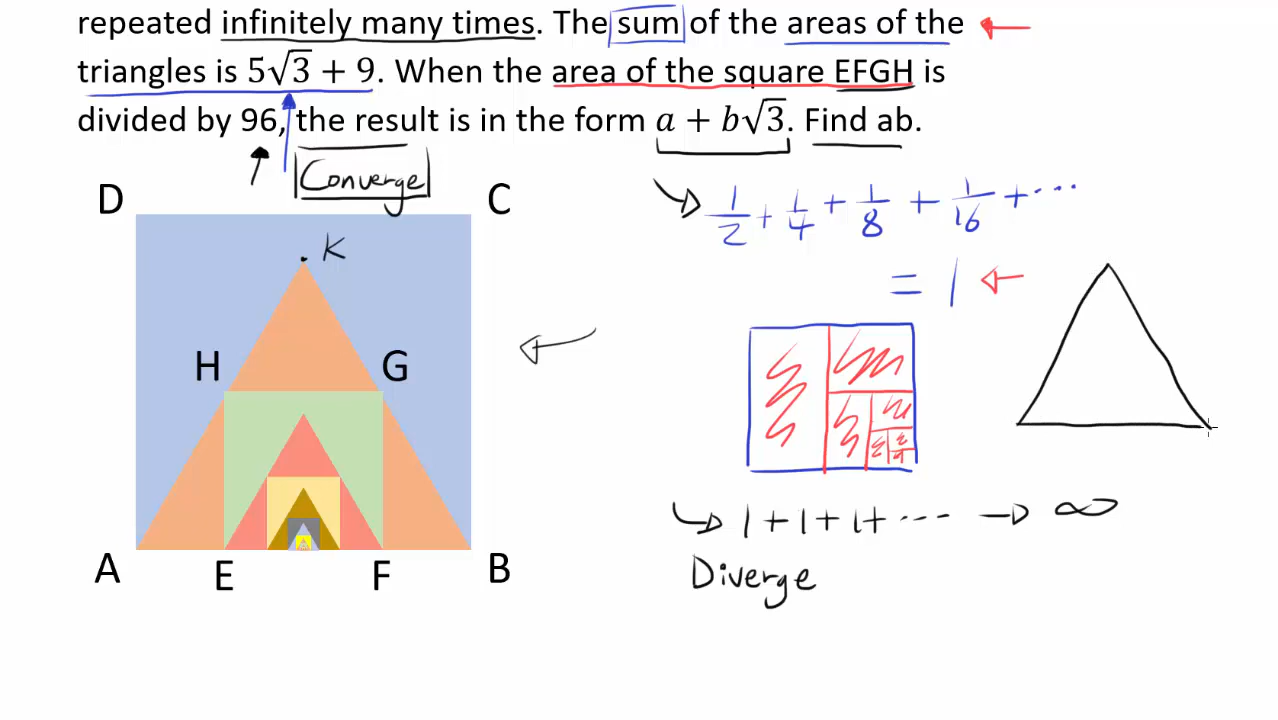 repeated infinitely many times. The sum of the areas of the
triangles is 5√3 + 9. When the area of the square EFGH is
divided by 96, the result is in the form a + b√3. Find ab.
Converge
D C
K
1/2 + 1/4 + 1/8 + 1/16 + ...
= 1
H G
1 + 1 + 1 + ... → ∞
A E F B
Diverge